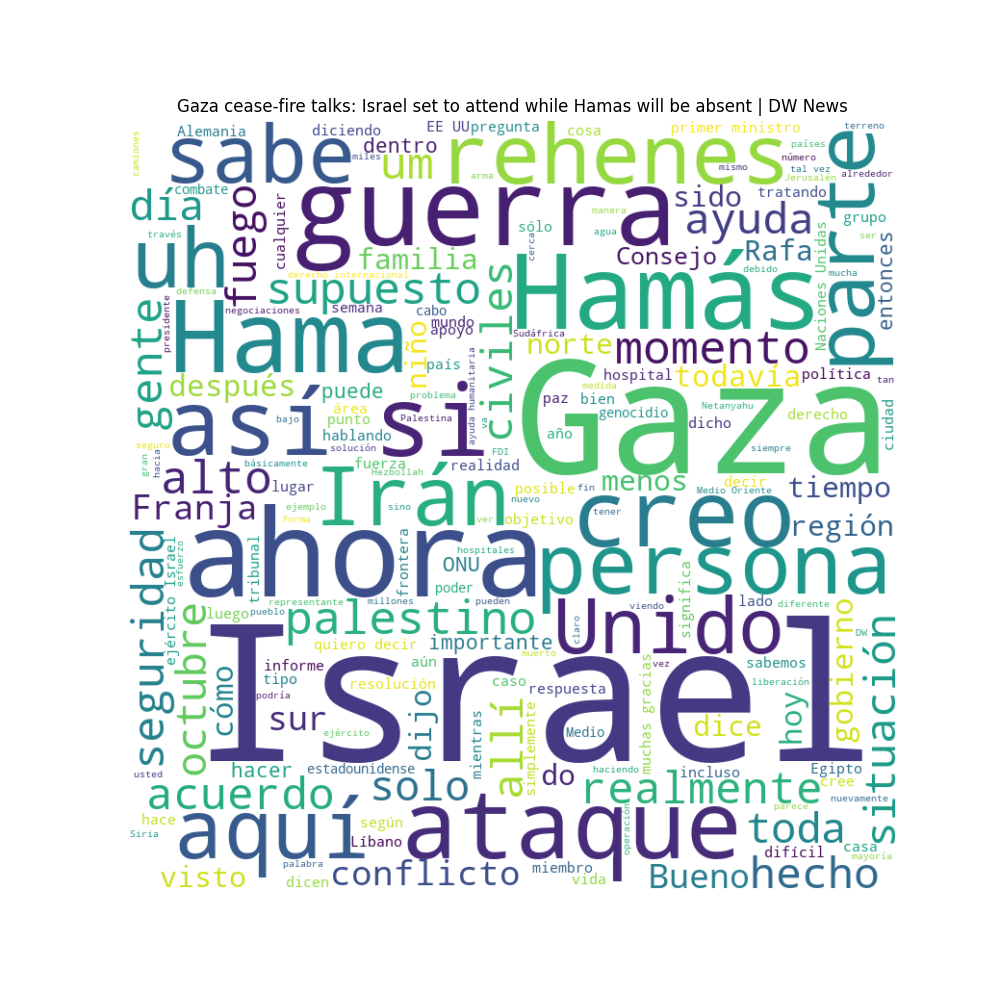 Gaza cease-fire talks: Israel set to attend while Hamas will be absent | DW News
Alemania
diciendo
EE UU
pregunta
cosa
primer ministro
terreno
camiones
sabe
miles
dentro
um
rehenes
arma
mismo
número
países
tal vez
Jerusalén
alrededor
parte
día
combate
fuego
cualquier
guerra
sido
tratando
ayuda
manera
agua
sólo
cerca
grupo
ser
través
uh
familia
Consejo
Rafa
Naciones Unidas
entonces
derecho internacional
debido
mucha
defensa
supuesto
civiles
Hamás
presidente
negociaciones
semana
cabo
mundo
apoyo
Sudáfrica
gente
Hama
niño
país
norte
momento
ayuda humanitaria
después
puede
problema
hospital
todavía
política
tan
medida
así
área
punto
si
Palestina
va
paz
bien
genocidio
Netanyahu
derecho
ciudad
Gaza
bajo
hablando
solución
FDI
año
dicho
siempre
seguro
gran
hacia
básicamente
fuerza
Hezbollah
realidad
alto
lugar
Irán
posible
fin
menos
decir
Medio Oriente
tiempo
Franja
ejemplo
forma
sino
ver
nuevo
objetivo
tener
creo
región
seguridad
ejército Israel
esfuerzo
ahora
tribunal
frontera
ONU
hospitales
persona
poder
representante
millones
pueden
octubre
luego
pueblo
palestino
importante
Unido
claro
viendo
significa
lado
diferente
gobierno
DW
situación
quiero decir
muerto
cómo
informe
tipo
podría
Israel
aún
resolución
caso
respuesta
vez
sabemos
liberación
sur
ejército
dijo
mientras
allí
simplemente
Medio
muchas gracias
dice
hoy
usted
hacer
estadounidense
solo
do
haciendo
incluso
Egipto
cree
acuerdo
realmente
nuevamente
hace
Siria
aquí
según
Líbano
ataque
operación
parece
toda
casa
difícil
mayoría
visto
palabra
dicen
conflicto
miembro
vida
Bueno
hecho